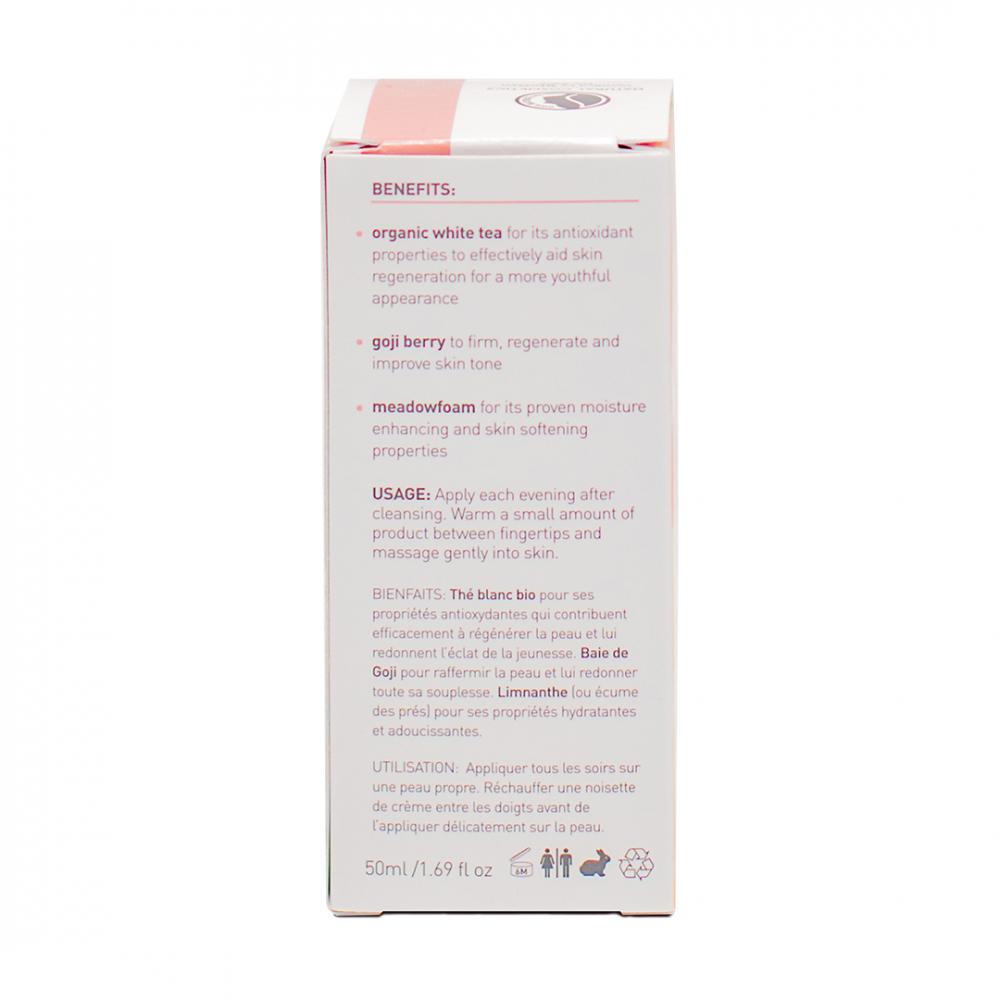 NATURAL COSMETICS
BENEFITS:
• organic white tea for its antioxidant
properties to effectively aid skin
regeneration for a more youthful
appearance
• goji berry to firm, regenerate and
improve skin tone
• meadowfoam for its proven moisture
enhancing and skin softening
properties
USAGE: Apply each evening after
cleansing. Warm a small amount of
product between fingertips and
massage gently into skin.
BIENFAITS: Thé blanc bio pour ses
propriétés antioxydantes qui contribuent
efficacement à régénérer la peau et lui
redonnent l'éclat de la jeunesse. Baie de
Goji pour raffermir la peau et lui redonner
toute sa souplesse. Limnanthe (ou écume
des prés) pour ses propriétés hydratantes
et adoucissantes.
UTILISATION: Appliquer tous les soirs sur
une peau propre. Réchauffer une noisette
de crème entre les doigts avant de
l'appliquer délicatement sur la peau.
50ml/1.69 fl oz 6M